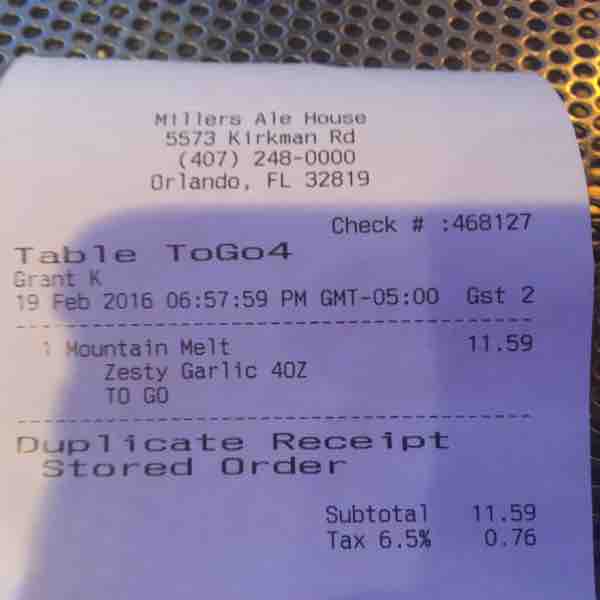 Millers Ale House
5573 Kirkman Rd
(407) 248-0000
Orlando, FL 32819
Check # :468127
Table ToGo4
Grant K
19 Feb 2016 06:57:59 PM GMT-05:00 Gst 2
1 Mountain Melt 11.59
Zesty Garlic 4OZ
TO GO
Duplicate Receipt
Stored Order
Subtotal 11.59
Tax 6.5% 0.76